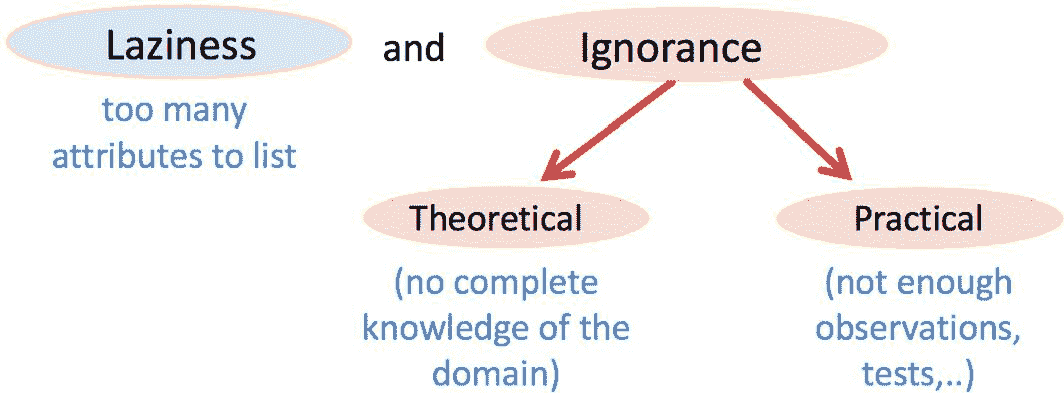 Laziness and Ignorance
too many
attributes to list
Theoretical
(no complete
knowledge of the
domain)
Practical
(not enough
observations,
tests,..)